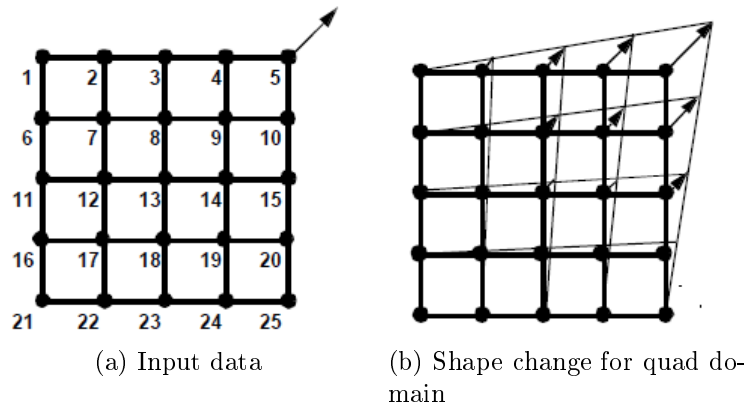 1 2 3 4 5
6 7 8 9 10
11 12 13 14 15
16 17 18 19 20
21 22 23 24 25
(a) Input data
(b) Shape change for quad do-
main